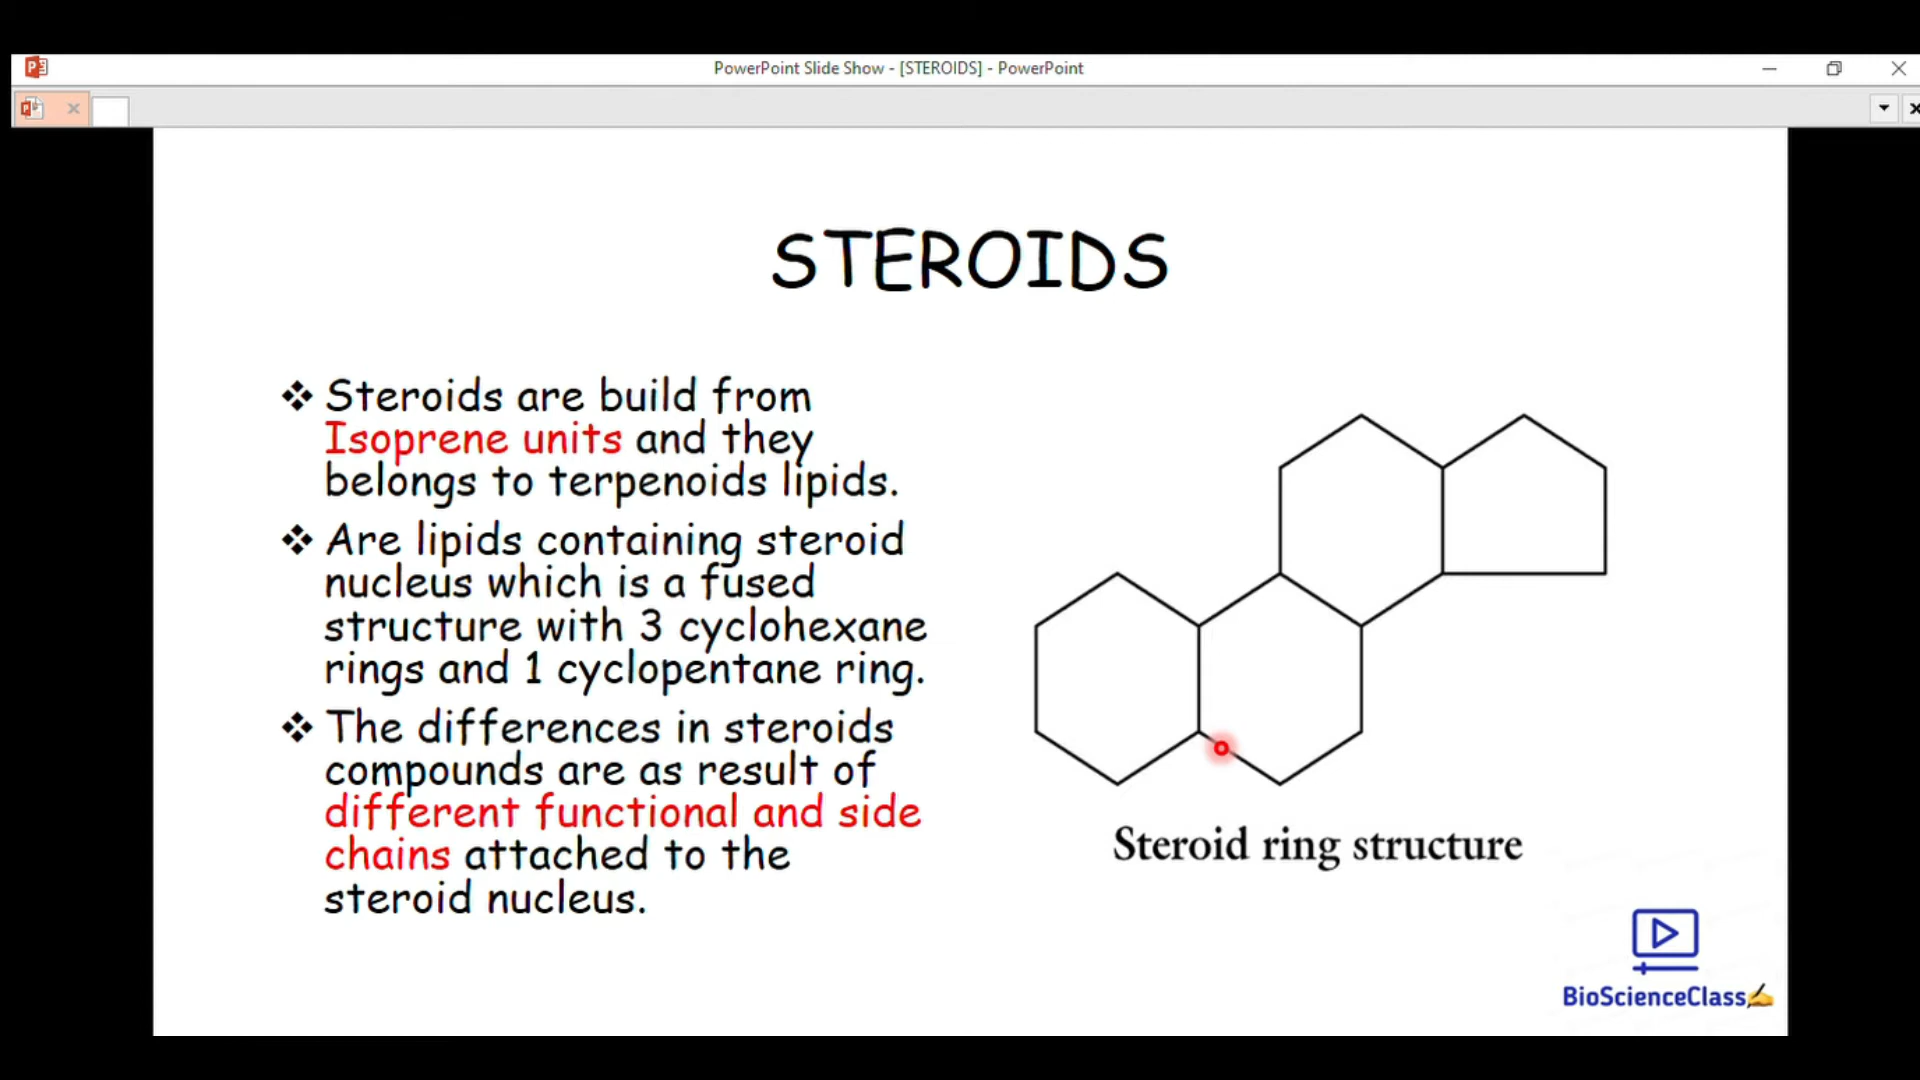 PowerPoint Slide Show - [STEROIDS] - PowerPoint
STEROIDS
❖ Steroids are build from
Isoprene units and they
belongs to terpenoids lipids.
❖ Are lipids containing steroid
nucleus which is a fused
structure with 3 cyclohexane
rings and 1 cyclopentane ring.
❖ The differences in steroids
compounds are as result of
different functional and side
chains attached to the
steroid nucleus.
Steroid ring structure
BioScienceClass✍